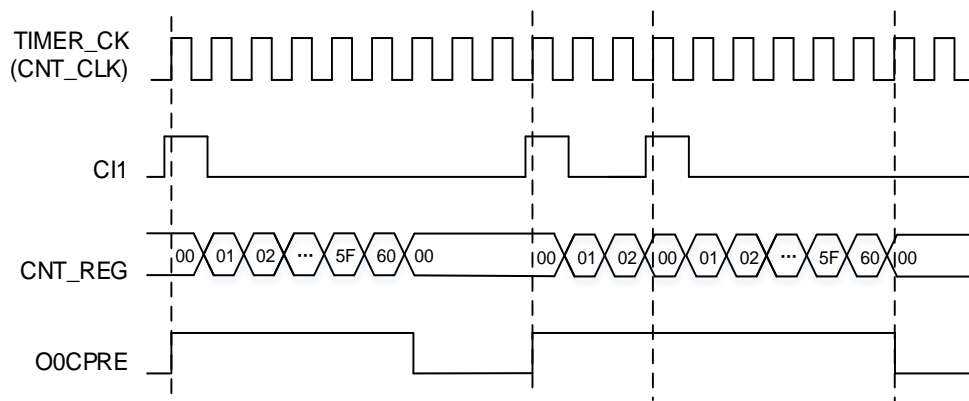 TIMER_CK
(CNT_CLK)
CI1
CNT_REG
00 01 02 ... 5F 60 00 00 01 02 00 01 02 ... 5F 60 00
O0CPRE